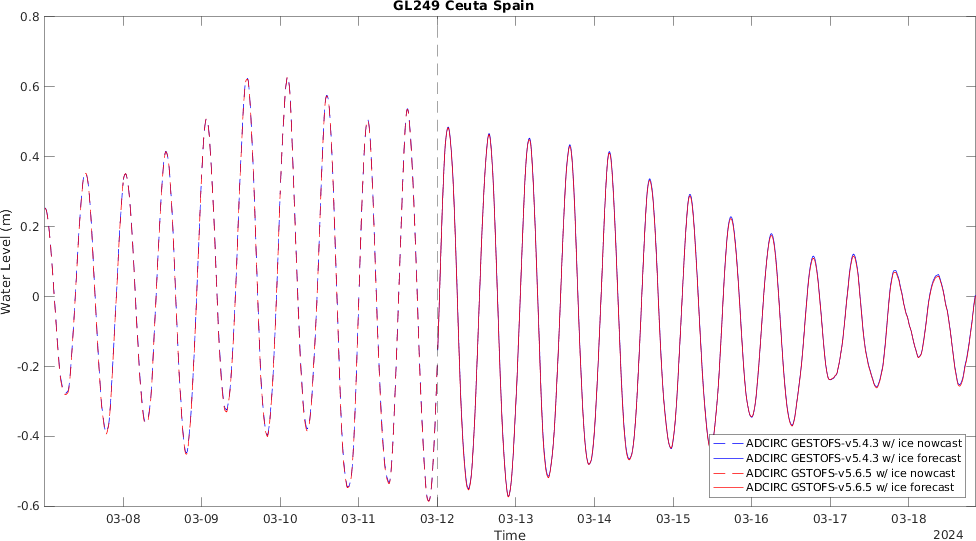 GL249 Ceuta Spain
0.8
0.6
0.4
0.2
0
-0.2
-0.4
-0.6
Water Level (m)
ADCIRC GESTOFS-v5.4.3 w/ ice nowcast
ADCIRC GESTOFS-v5.4.3 w/ ice forecast
ADCIRC GSTOFS-v5.6.5 w/ ice nowcast
ADCIRC GSTOFS-v5.6.5 w/ ice forecast
03-08 03-09 03-10 03-11 03-12 03-13 03-14 03-15 03-16 03-17 03-18
Time
2024